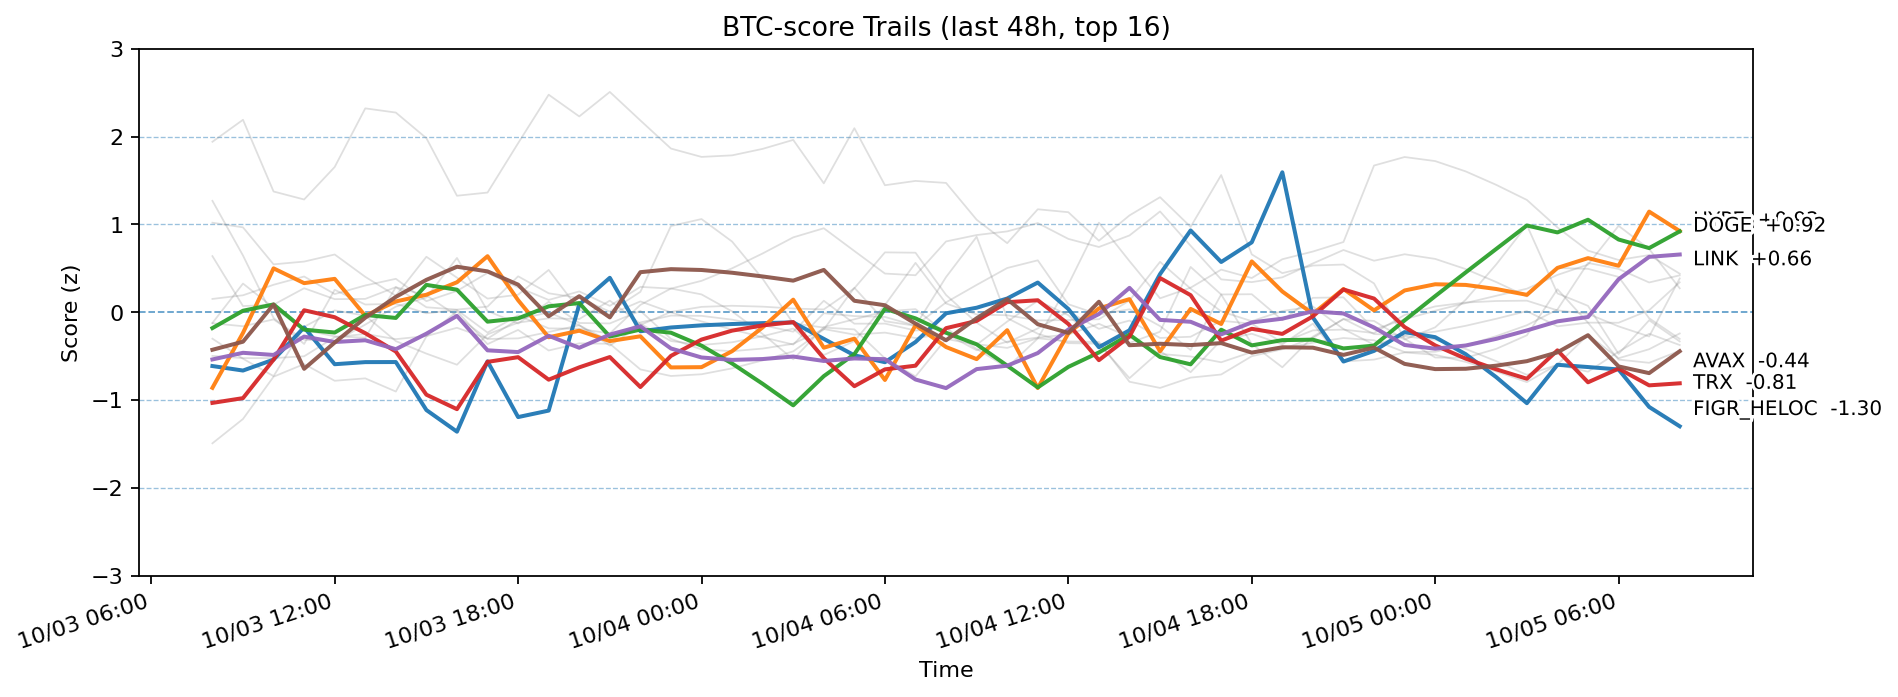 BTC-score Trails (last 48h, top 16)
Score (z)
3
2
1
0
−1
−2
−3
DOGE +0.92
LINK +0.66
AVAX -0.44
TRX -0.81
FIGR_HELOC -1.30
10/03 06:00
10/03 12:00
10/03 18:00
10/04 00:00
10/04 06:00
10/04 12:00
10/04 18:00
10/05 00:00
10/05 06:00
Time